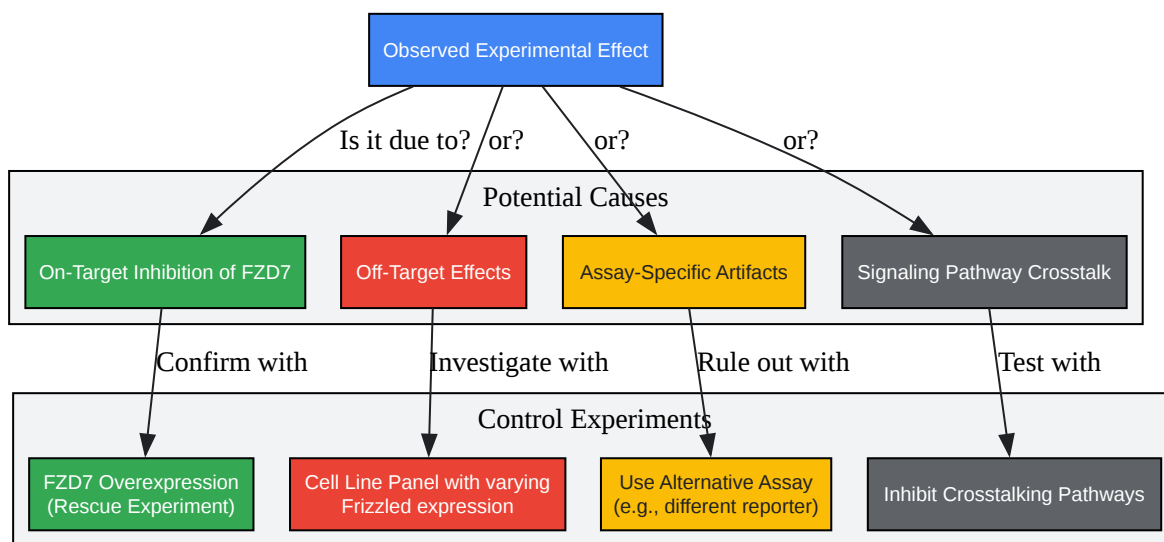 Observed Experimental Effect
Is it due to?
or?
or?
or?
Potential Causes
On-Target Inhibition of FZD7
Off-Target Effects
Assay-Specific Artifacts
Signaling Pathway Crosstalk
Confirm with
Investigate with
Rule out with
Test with
Control Experiments
FZD7 Overexpression
(Rescue Experiment)
Cell Line Panel with varying
Frizzled expression
Use Alternative Assay
(e.g., different reporter)
Inhibit Crosstalking Pathways